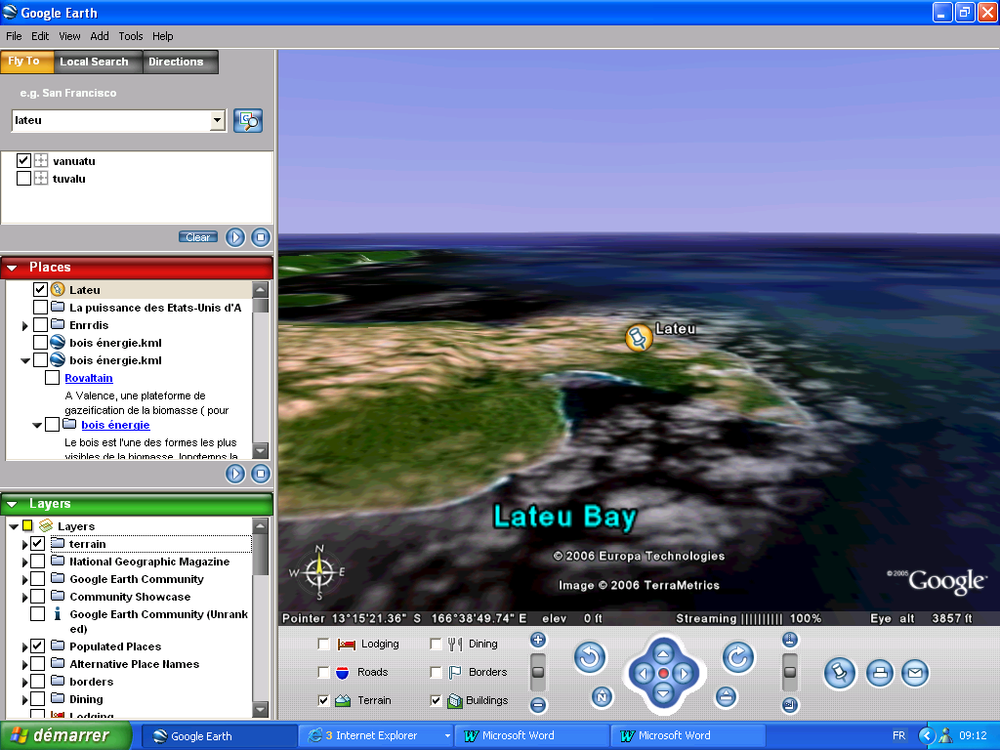 Google Earth
File Edit View Add Tools Help
Fly To Local Search Directions
e.g. San Francisco
lateu
vanuatu
tuvalu
Clear
Places
Lateu
La puissance des Etats-Unis d'A
Enrrdis
bois énergie.kml
bois énergie.kml
Rovaltain
A Valence, une plateforme de
gazeification de la biomasse ( pour
bois énergie
Le bois est l'une des formes les plus
visibles de la biomasse, longtemps la
Layers
Layers
terrain
National Geographic Magazine
Google Earth Community
Community Showcase
Google Earth Community (Unrank
ed)
Populated Places
Alternative Place Names
borders
Dining
Lodging
Lateu
Lateu Bay
N
W E
S
© 2006 Europa Technologies
Image © 2006 TerraMetrics
© 2005 Google
Pointer 13°15'21.36" S 166°38'49.74" E elev 0 ft Streaming |||||||||| 100% Eye alt 3857 ft
Lodging Dining
Roads Borders
Terrain Buildings
N
démarrer Google Earth 3 Internet Explorer Microsoft Word Microsoft Word FR 09:12